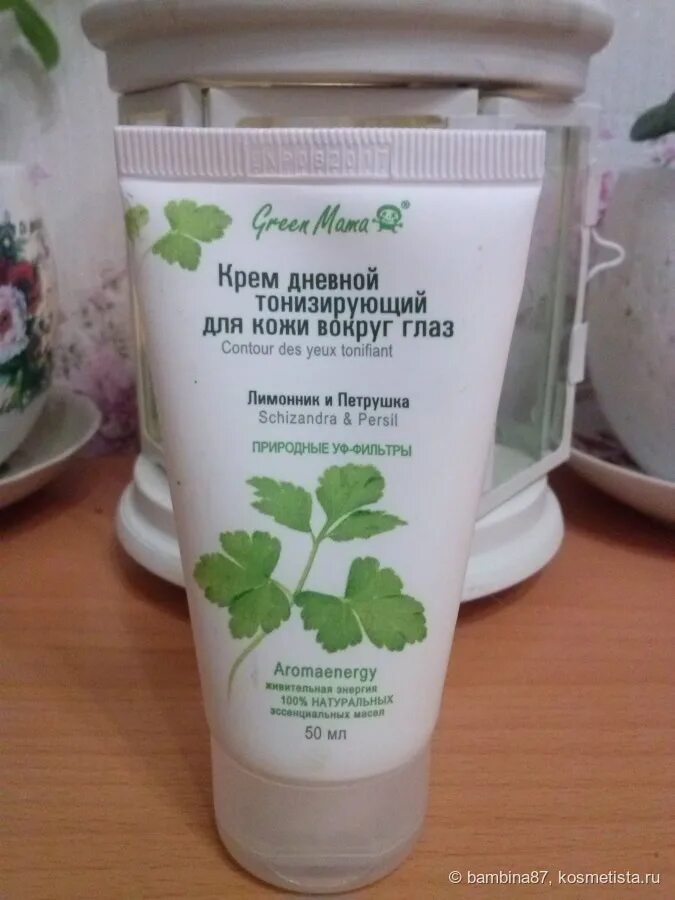 Green Mama®
Крем дневной
тонизирующий
для кожи вокруг глаз
Contour des yeux tonifiant
Лимонник и Петрушка
Schizandra & Persil
ПРИРОДНЫЕ УФ-ФИЛЬТРЫ
Aromaenergy
живительная энергия
100% НАТУРАЛЬНЫХ
эссенциальных масел
50 мл
© bambina87, kosmetista.ru